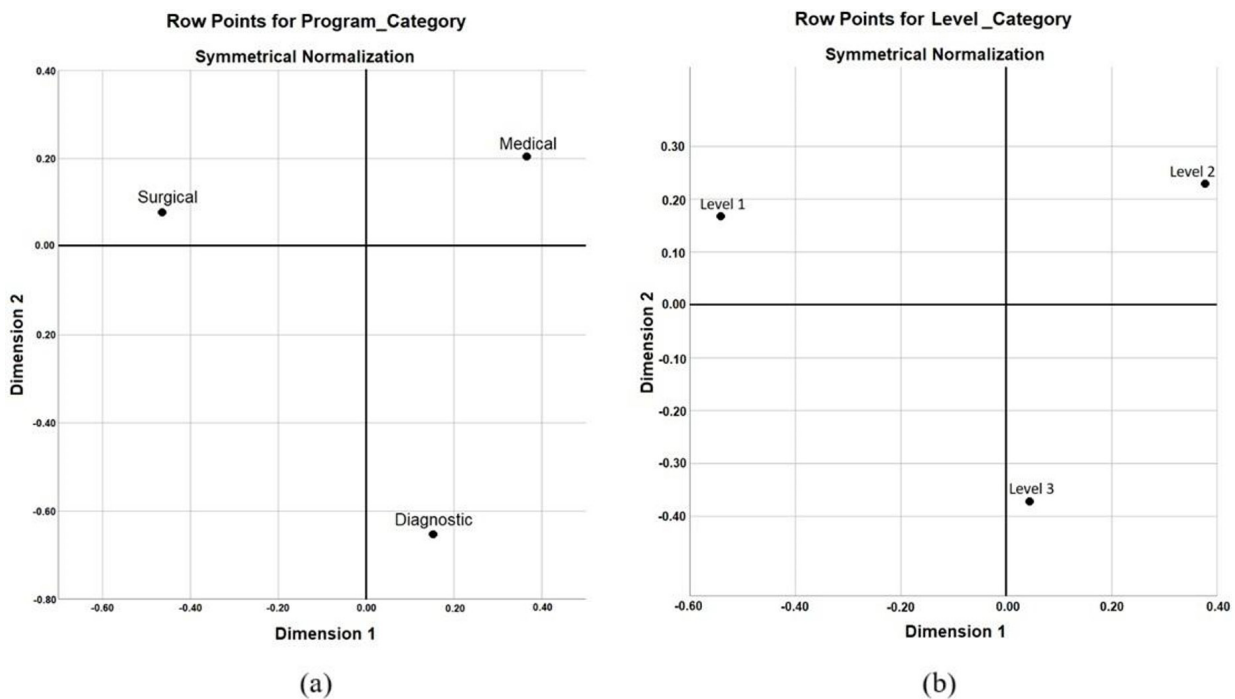 Row Points for Program_Category
Symmetrical Normalization
0.40
0.20
0.00
0.20
-0.40
-0.60
-0.80
Dimension 2
Medical
Surgical
Diagnostic
-0.60
-0.40
-0.20
0.00
0.20
0.40
Dimension 1
(a)
Row Points for Level _Category
Symmetrical Normalization
0.30
0.20
0.10
0.00
-0.10
-0.20
-0.30
-0.40
Dimension 2
Level 2
Level 1
Level 3
-0.60
-0.40
-0.20
0.00
0.20
0.40
Dimension 1
(b)